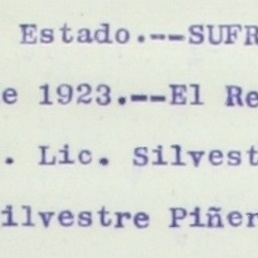 Estado.--SUFR
e 1923.--El Re
. Lic. Silvest
ilvestre Piñer